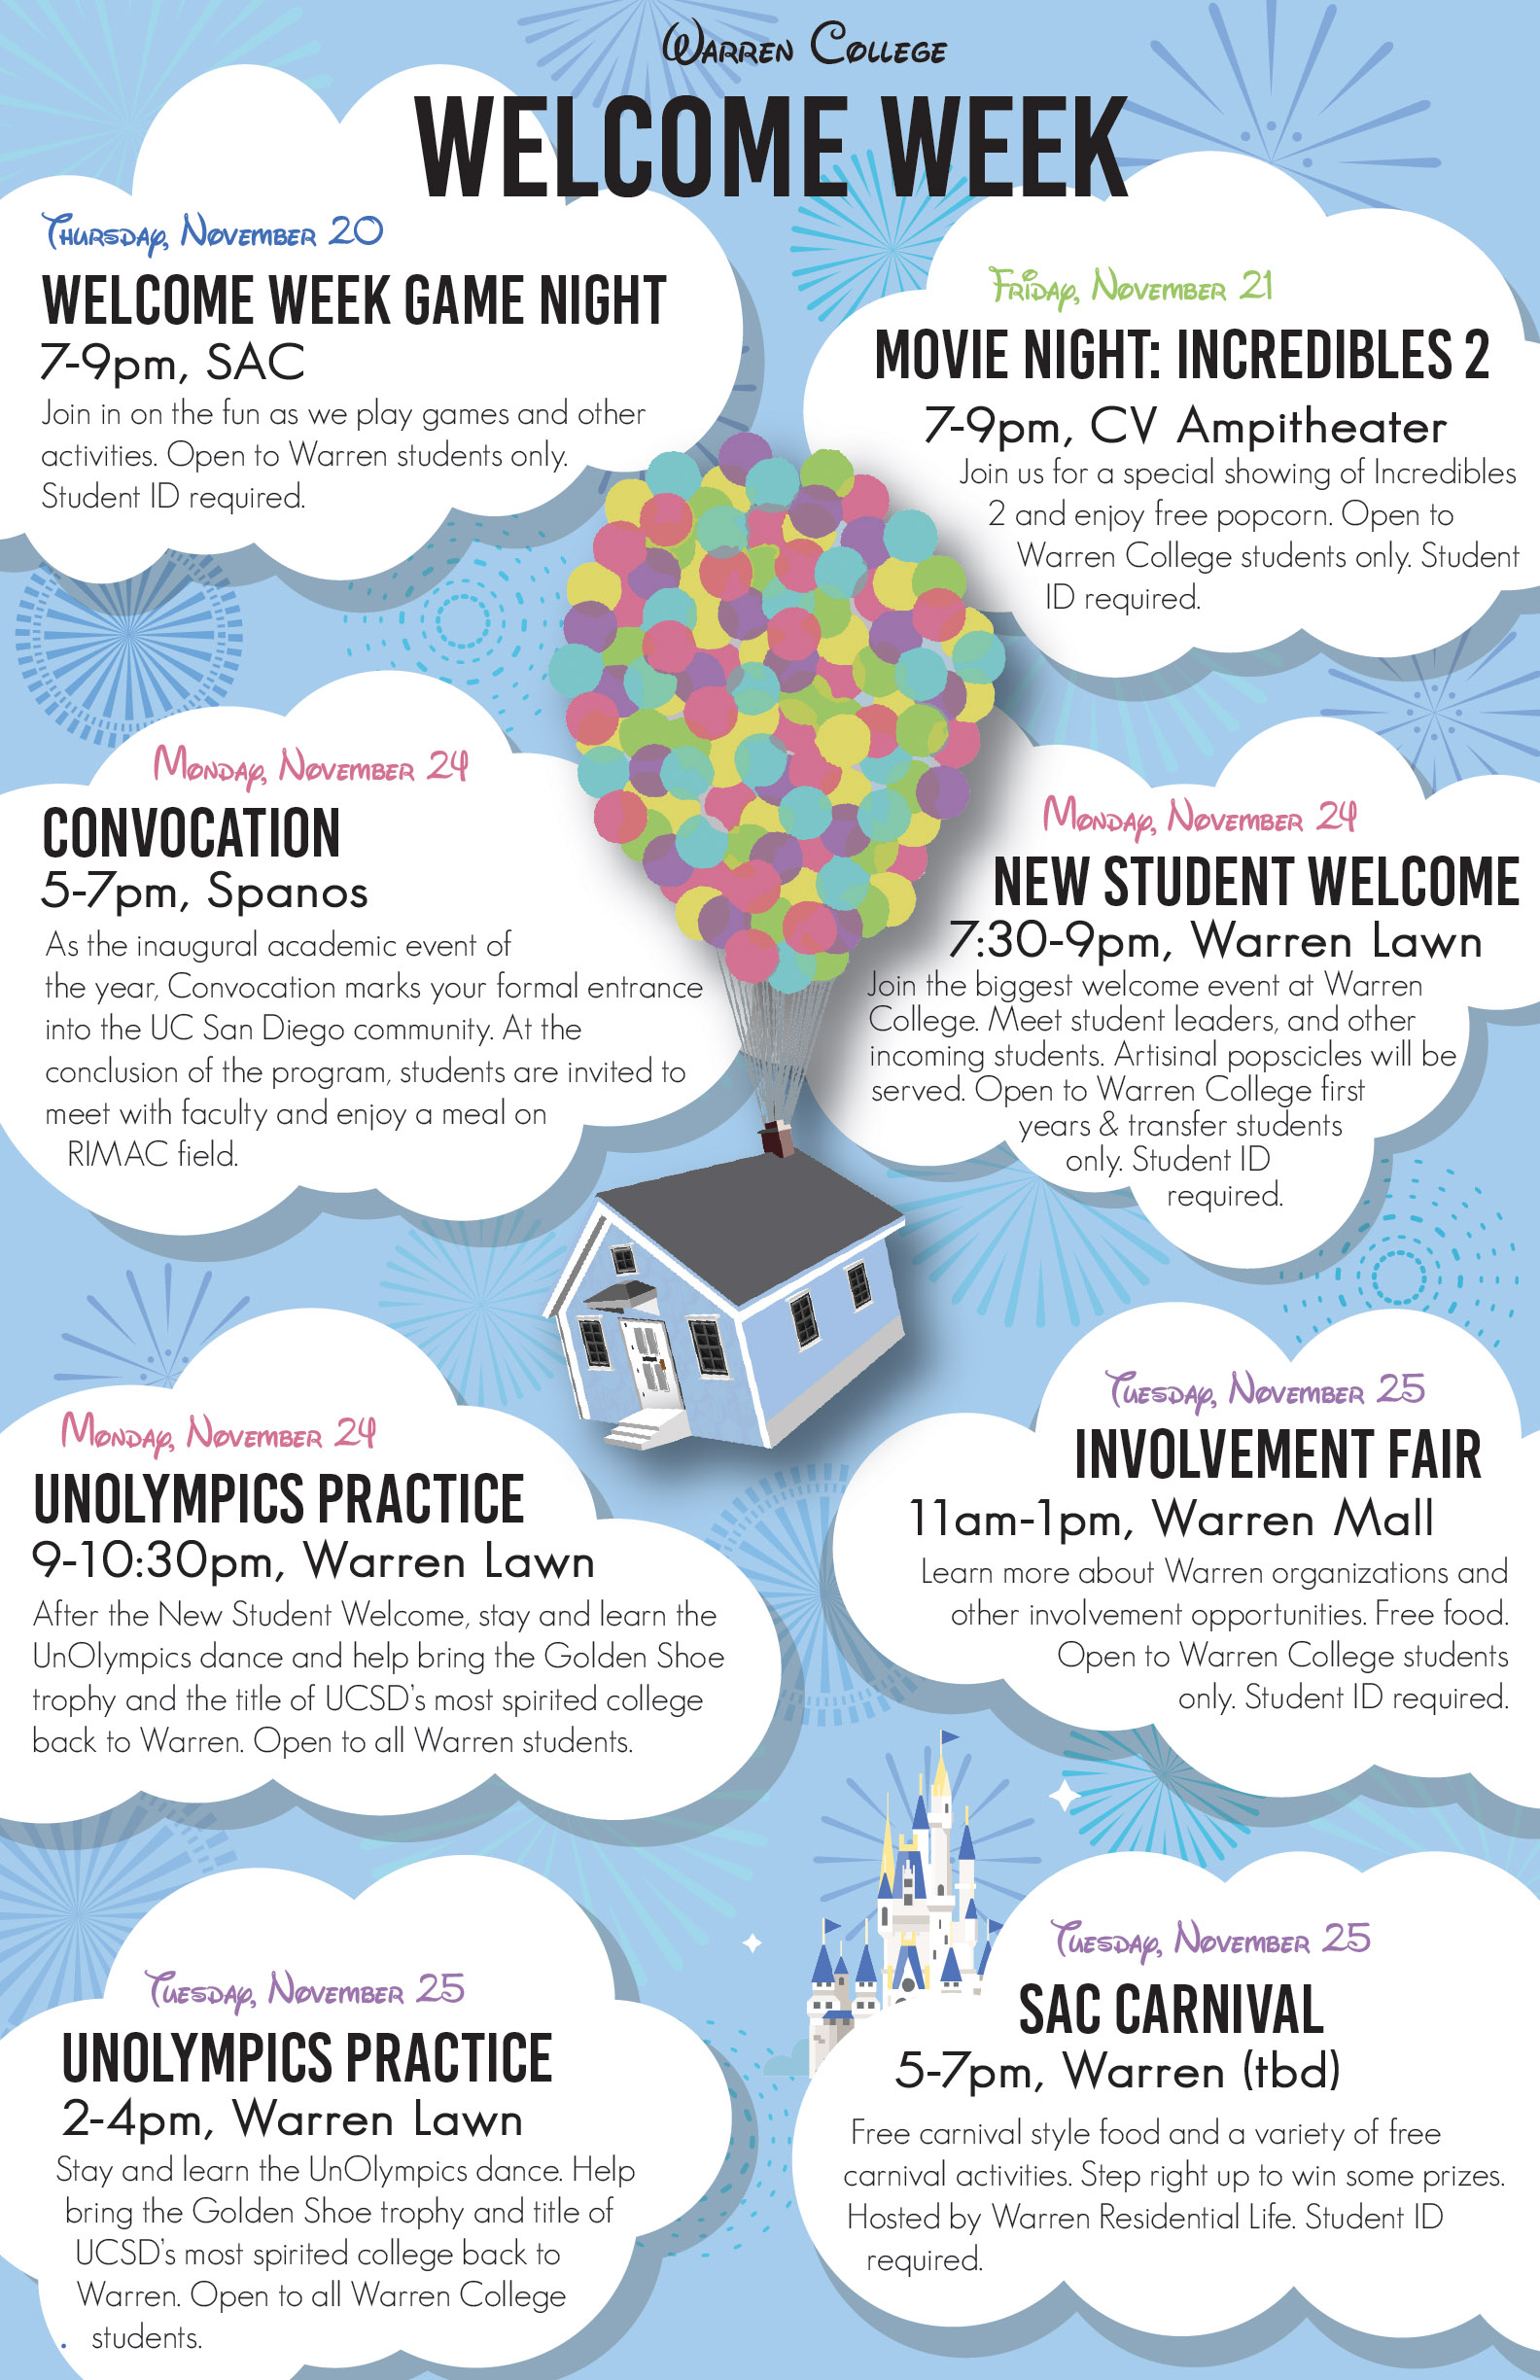 Warren College
WELCOME WEEK
Thursday, November 20
WELCOME WEEK GAME NIGHT
7-9pm, SAC
Join in on the fun as we play games and other
activities. Open to Warren students only.
Student ID required.
Friday, November 21
MOVIE NIGHT: INCREDIBLES 2
7-9pm, CV Ampitheater
Join us for a special showing of Incredibles
2 and enjoy free popcorn. Open to
Warren College students only. Student
ID required.
Monday, November 24
CONVOCATION
5-7pm, Spanos
As the inaugural academic event of
the year, Convocation marks your formal entrance
into the UC San Diego community. At the
conclusion of the program, students are invited to
meet with faculty and enjoy a meal on
RIMAC field.
Monday, November 24
NEW STUDENT WELCOME
7:30-9pm, Warren Lawn
Join the biggest welcome event at Warren
College. Meet student leaders, and other
incoming students. Artisinal popscicles will be
served. Open to Warren College first
years & transfer students
only. Student ID
required.
Monday, November 24
UNOLYMPICS PRACTICE
9-10:30pm, Warren Lawn
After the New Student Welcome, stay and learn the
UnOlympics dance and help bring the Golden Shoe
trophy and the title of UCSD's most spirited college
back to Warren. Open to all Warren students.
Tuesday, November 25
INVOLVEMENT FAIR
11am-1pm, Warren Mall
Learn more about Warren organizations and
other involvement opportunities. Free food.
Open to Warren College students
only. Student ID required.
Tuesday, November 25
UNOLYMPICS PRACTICE
2-4pm, Warren Lawn
Stay and learn the UnOlympics dance. Help
bring the Golden Shoe trophy and title of
UCSD's most spirited college back to
Warren. Open to all Warren College
. students.
Tuesday, November 25
SAC CARNIVAL
5-7pm, Warren (tbd)
Free carnival style food and a variety of free
carnival activities. Step right up to win some prizes.
Hosted by Warren Residential Life. Student ID
required.